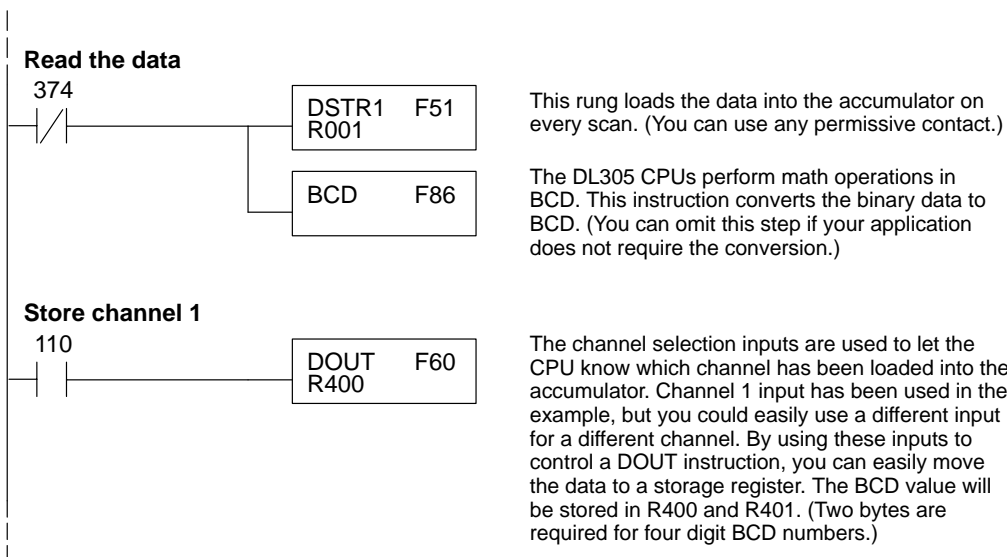 Read the data
374
DSTR1 F51
R001
This rung loads the data into the accumulator on
every scan. (You can use any permissive contact.)
BCD F86
The DL305 CPUs perform math operations in
BCD. This instruction converts the binary data to
BCD. (You can omit this step if your application
does not require the conversion.)
Store channel 1
110
DOUT F60
R400
The channel selection inputs are used to let the
CPU know which channel has been loaded into the
accumulator. Channel 1 input has been used in the
example, but you could easily use a different input
for a different channel. By using these inputs to
control a DOUT instruction, you can easily move
the data to a storage register. The BCD value will
be stored in R400 and R401. (Two bytes are
required for four digit BCD numbers.)